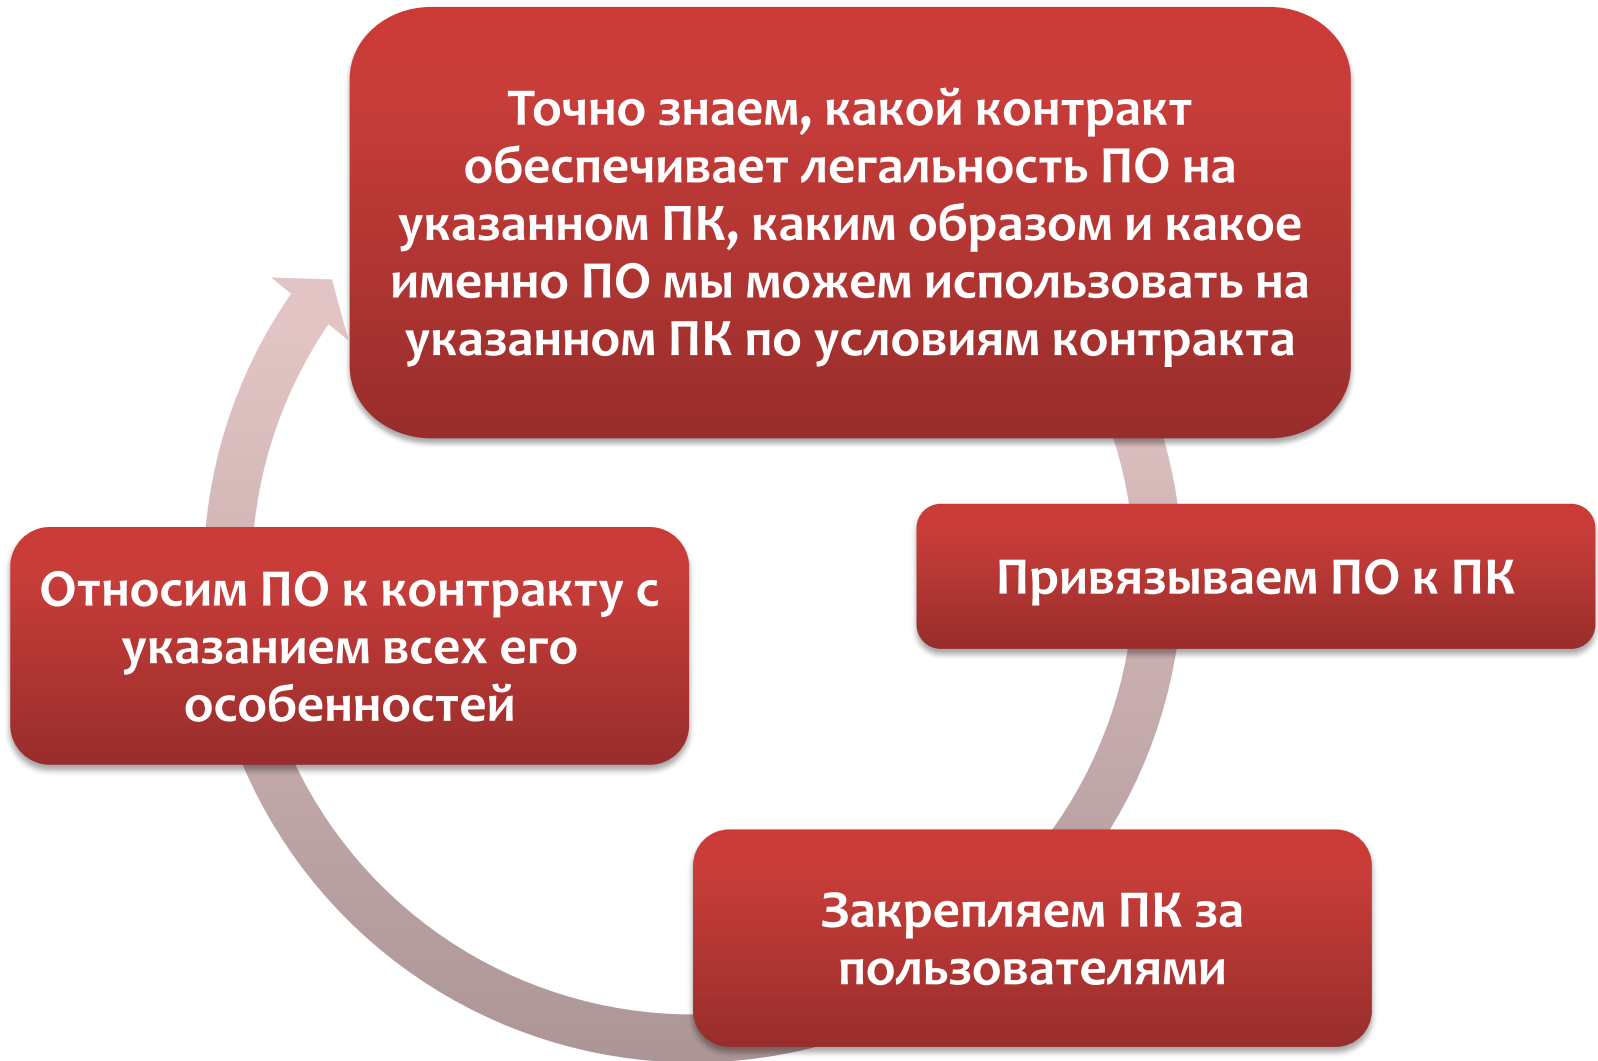 Точно знаем, какой контракт
обеспечивает легальность ПО на
указанном ПК, каким образом и какое
именно ПО мы можем использовать на
указанном ПК по условиям контракта
Привязываем ПО к ПК
Закрепляем ПК за
пользователями
Относим ПО к контракту с
указанием всех его
особенностей